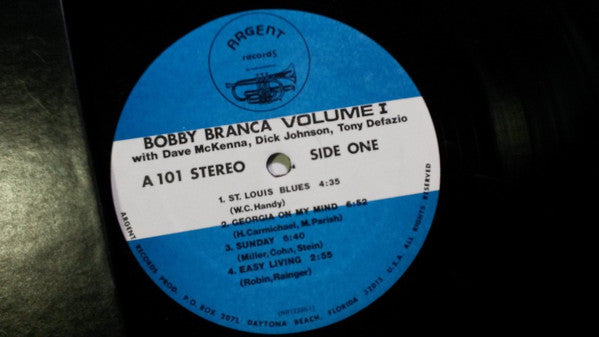 ARGENT
records
BOBBY BRANCA VOLUME I
with Dave McKenna, Dick Johnson, Tony Defazio
A 101 STEREO
SIDE ONE
1. ST. LOUIS BLUES 4:35
(W.C. Handy)
2. GEORGIA ON MY MIND 6:52
(H. Carmichael, M. Parish)
3. SUNDAY 6:40
(Miller, Cohn, Stein)
4. EASY LIVING 2:55
(Robin, Rainger)
ARGENT RECORDS PROD. P.O. BOX 2071, DAYTONA BEACH, FLORIDA 32015 U.S.A. ALL RIGHTS RESERVED